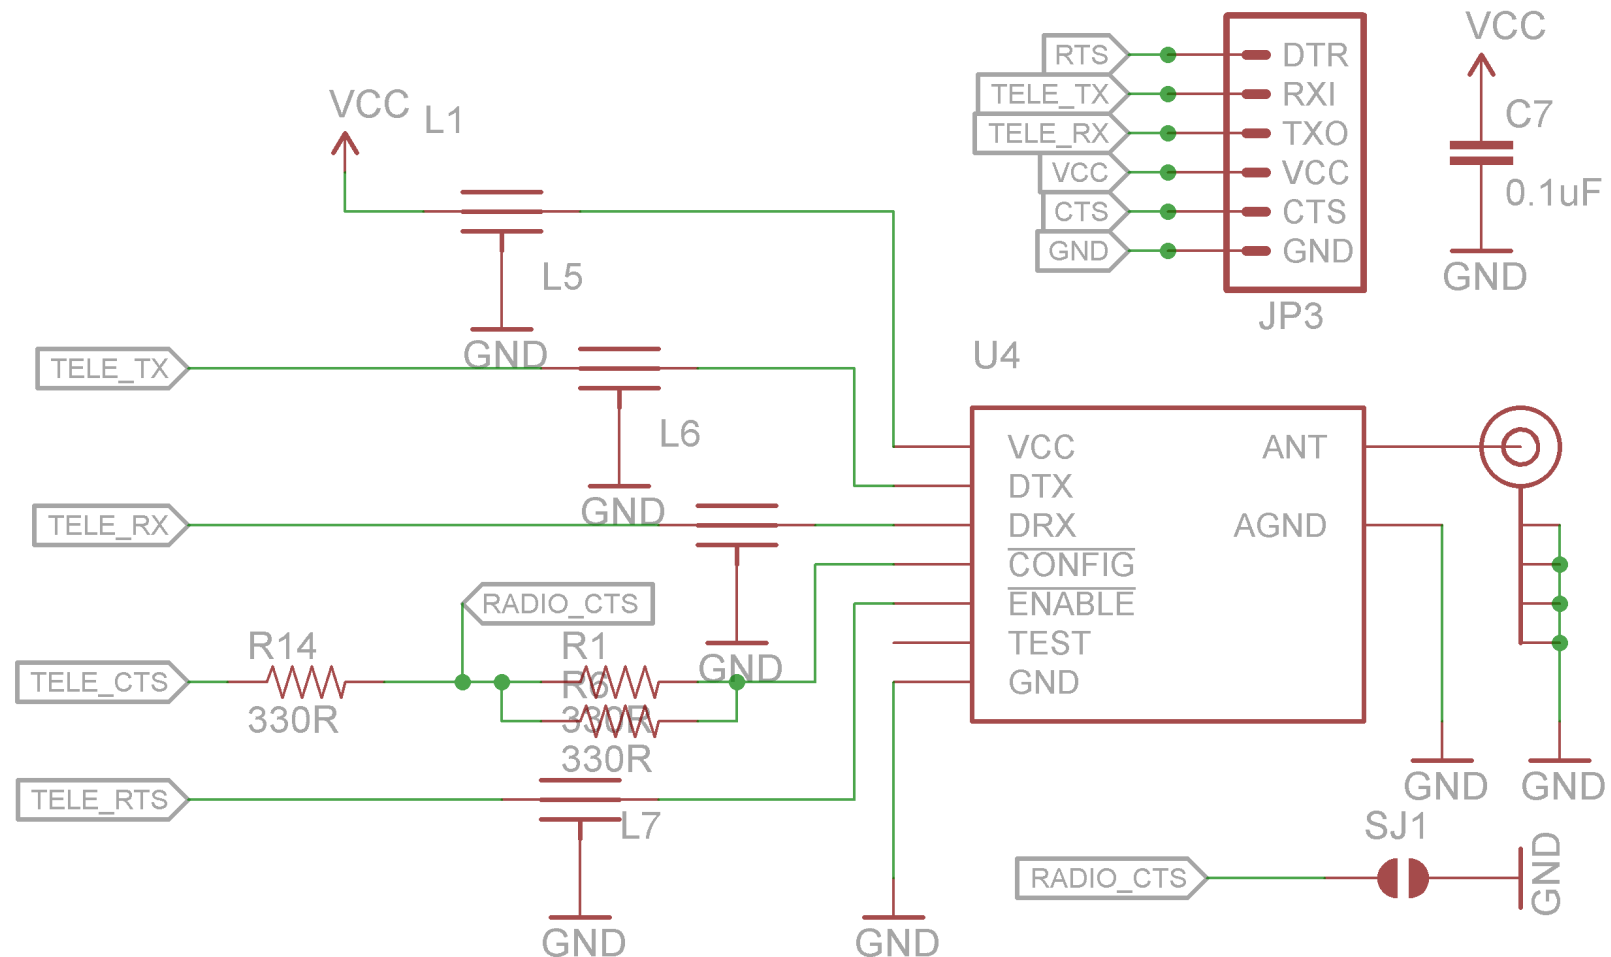 VCC
L1
L5
GND
TELE_TX
L6
GND
TELE_RX
RADIO_CTS
GND
TELE_CTS
R14
330R
R1
R6
330R
330R
TELE_RTS
L7
GND
RTS
TELE_TX
TELE_RX
VCC
CTS
GND
DTR
RXI
TXO
VCC
CTS
GND
JP3
VCC
C7
0.1uF
GND
U4
VCC
DTX
DRX
CONFIG
ENABLE
TEST
GND
ANT
AGND
GND
GND
GND
SJ1
RADIO_CTS
GND